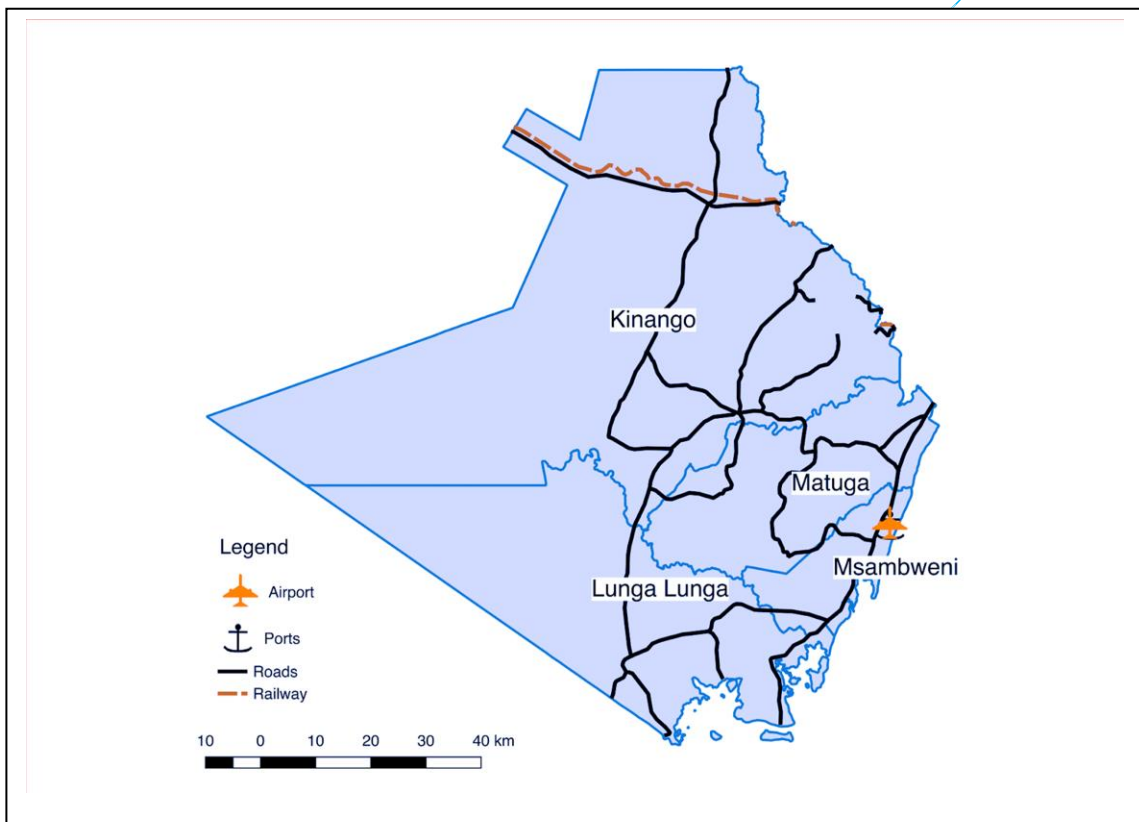 Kinango
Matuga
Msambweni
Lunga Lunga
Legend
Airport
Ports
Roads
Railway
10 0 10 20 30 40 km